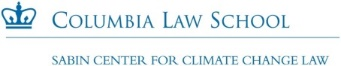 COLUMBIA LAW SCHOOL
SABIN CENTER FOR CLIMATE CHANGE LAW